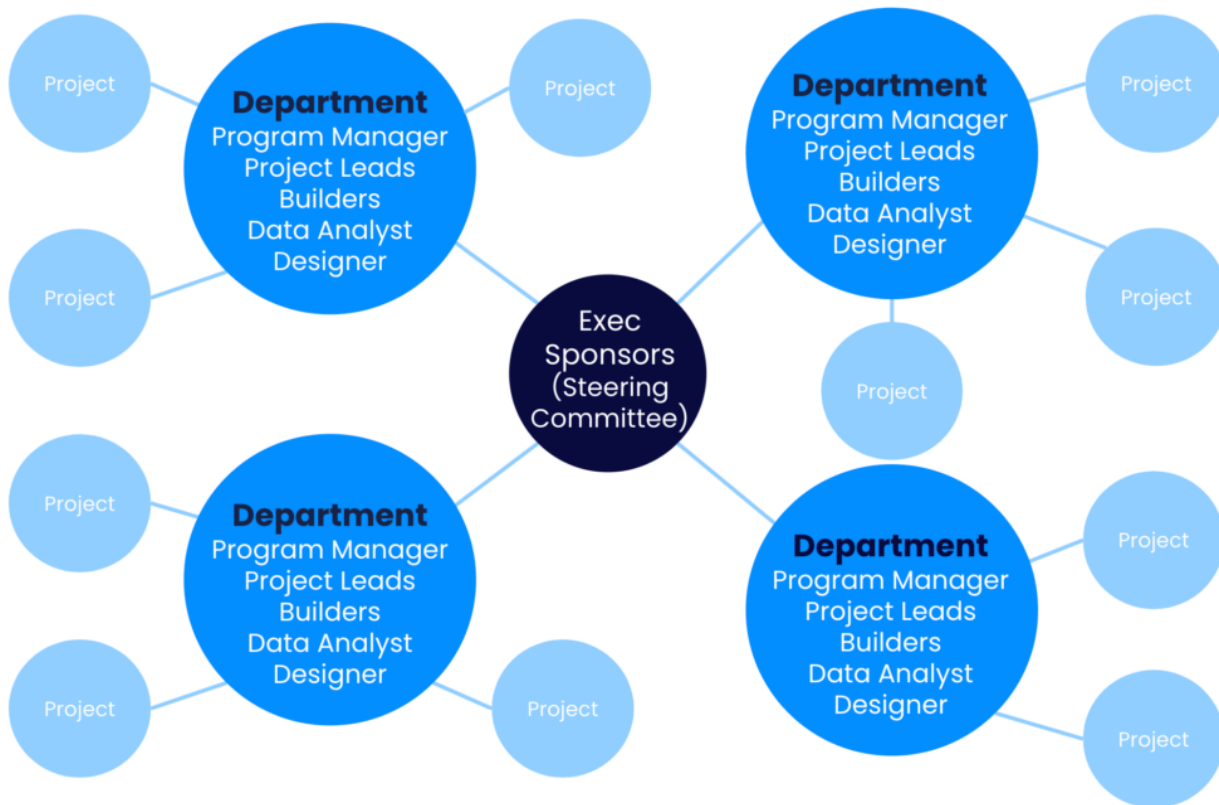 Project
Department
Program Manager
Project Leads
Builders
Data Analyst
Designer
Project
Project
Department
Program Manager
Project Leads
Builders
Data Analyst
Designer
Project
Project
Project
Exec
Sponsors
(Steering
Committee)
Project
Department
Program Manager
Project Leads
Builders
Data Analyst
Designer
Project
Project
Department
Program Manager
Project Leads
Builders
Data Analyst
Designer
Project
Project